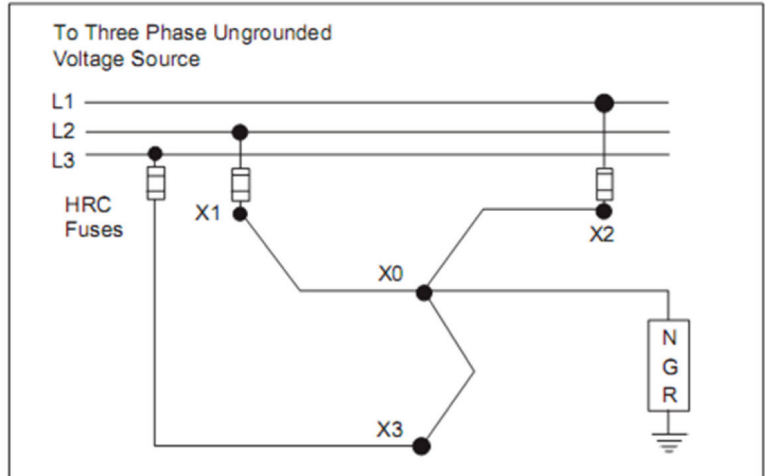 To Three Phase Ungrounded
Voltage Source
L1
L2
L3
HRC
Fuses
X1
X2
X0
N
G
R
X3